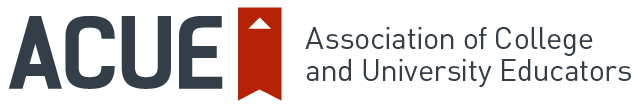 ACUE
Association of College
and University Educators